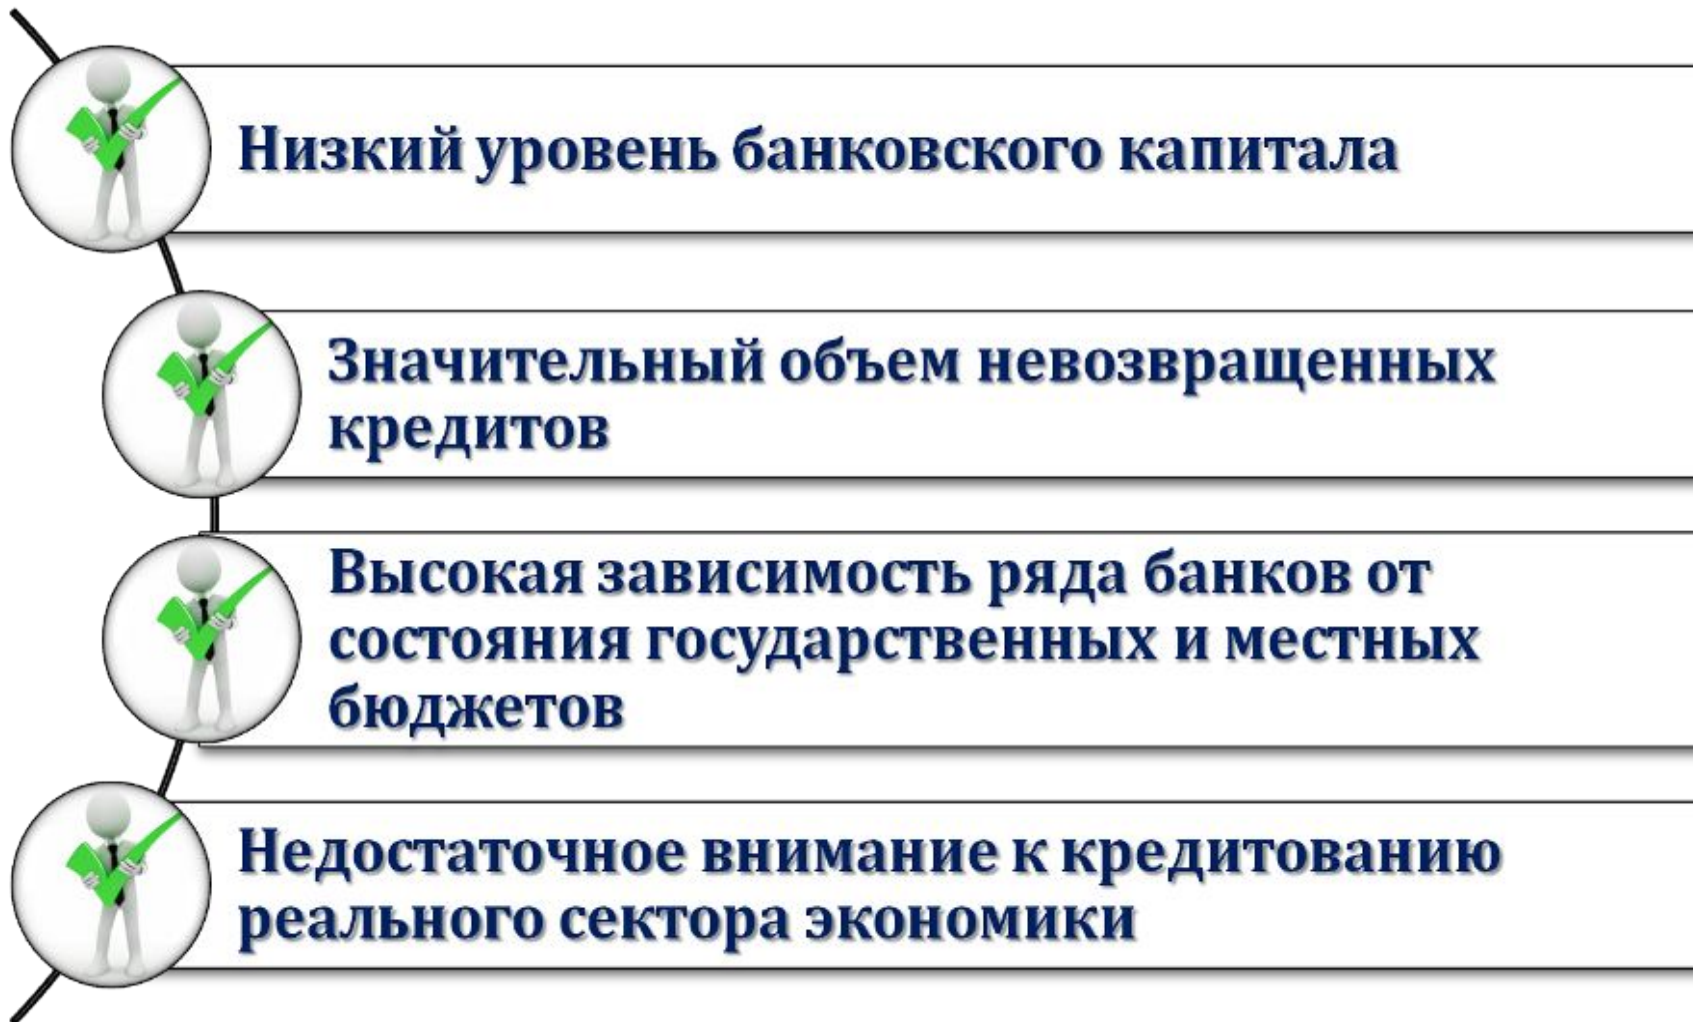 Низкий уровень банковского капитала
Значительный объем невозвращенных
кредитов
Высокая зависимость ряда банков от
состояния государственных и местных
бюджетов
Недостаточное внимание к кредитованию
реального сектора экономики